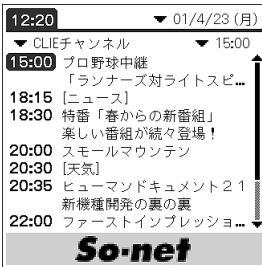 12:20 ▼ 01/4/23 (月)
▼ CLIEチャンネル ▼ 15:00
15:00 プロ野球中継
「ランナーズ対ライトスピ...
18:15 [ニュース]
18:30 特番「春からの新番組」
楽しい番組が続々登場！
20:00 スモールマウンテン
20:30 [天気]
20:35 ヒューマンドキュメント２１
新機種開発の裏の裏
22:00 ファーストインプレッショ...
So-net